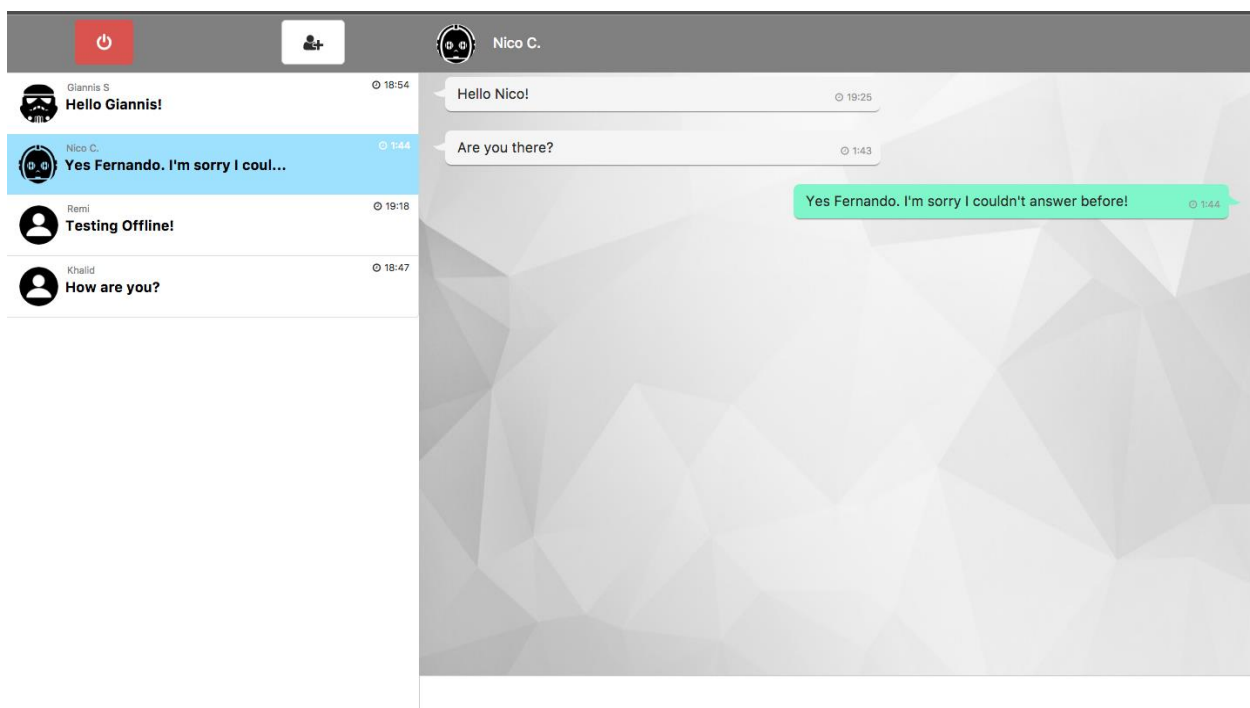 Nico C.
Giannis S
18:54
Hello Giannis!
Nico C.
1:44
Yes Fernando. I'm sorry I coul...
Remi
19:18
Testing Offline!
Khalid
18:47
How are you?
Hello Nico!
19:25
Are you there?
1:43
Yes Fernando. I'm sorry I couldn't answer before!
1:44